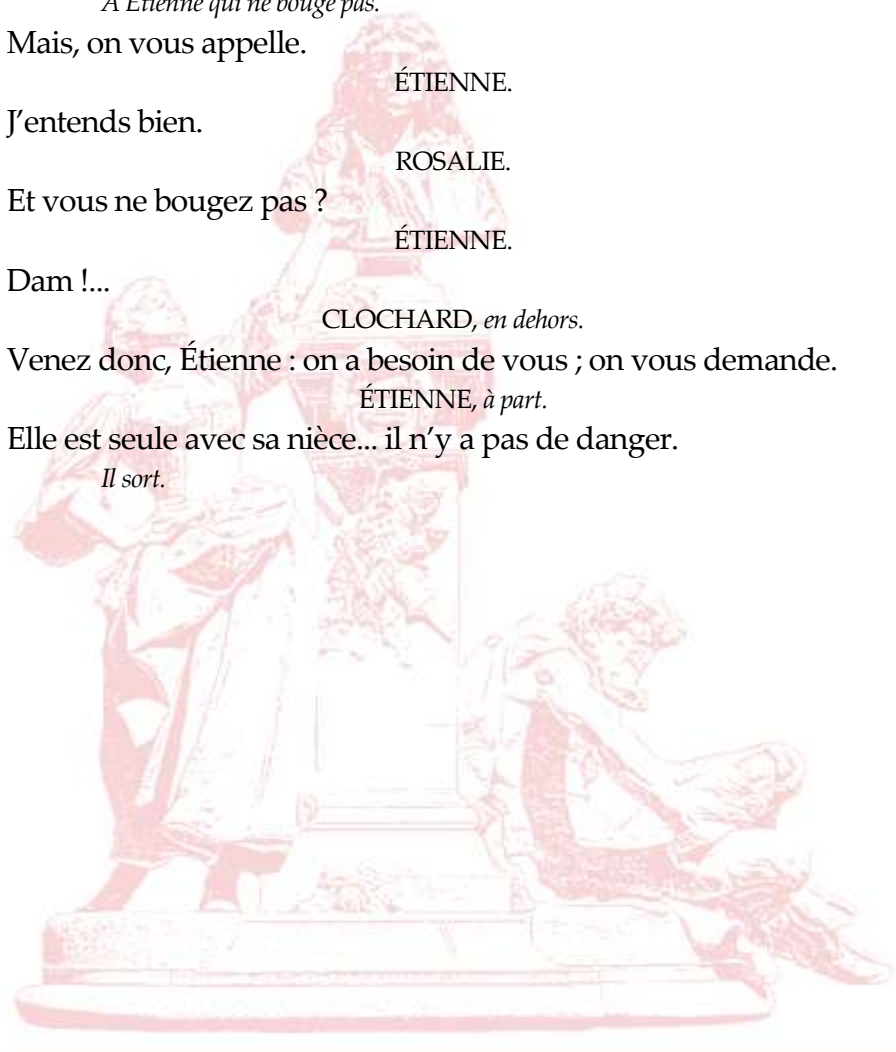 À Étienne qui ne bouge pas.
Mais, on vous appelle.
ÉTIENNE.
J’entends bien.
ROSALIE.
Et vous ne bougez pas ?
ÉTIENNE.
Dam !...
CLOCHARD, en dehors.
Venez donc, Étienne : on a besoin de vous ; on vous demande.
ÉTIENNE, à part.
Elle est seule avec sa nièce... il n’y a pas de danger.
Il sort.